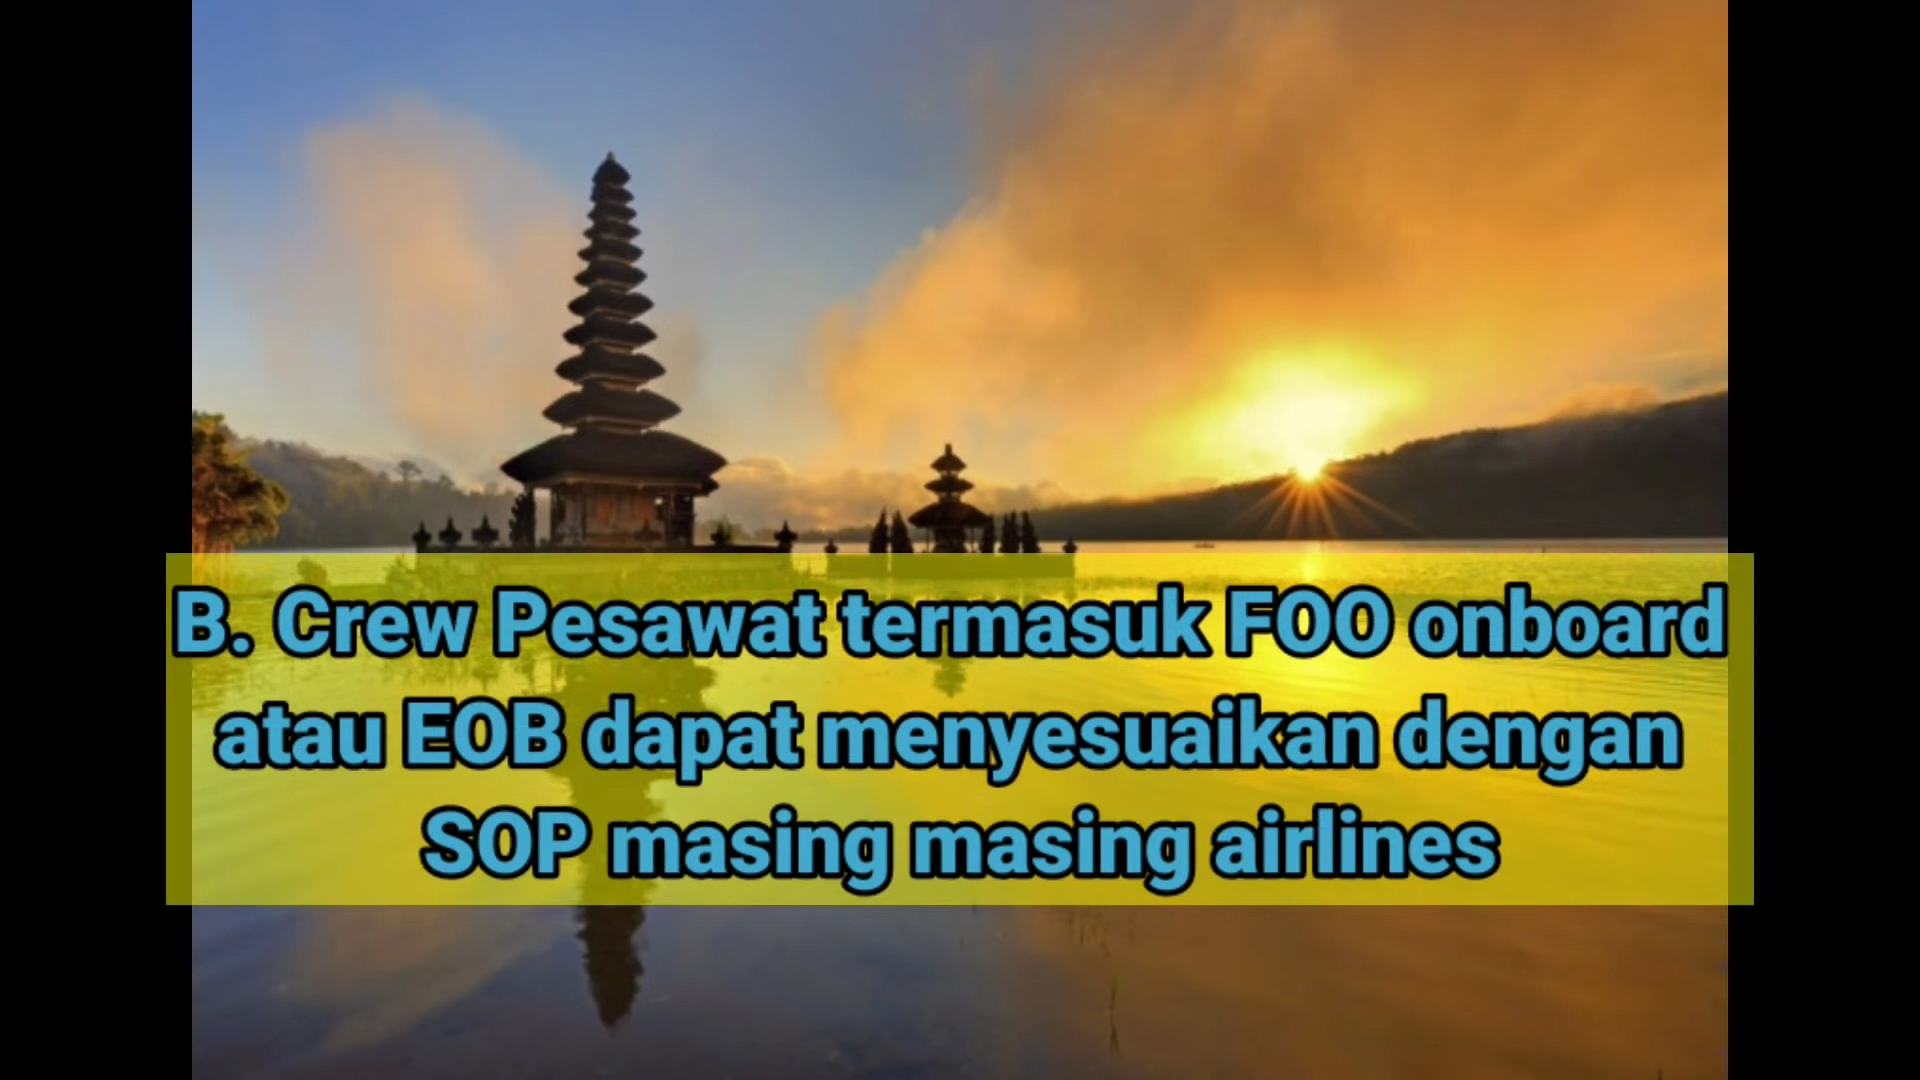 B. Crew Pesawat termasuk FOO onboard
atau EOB dapat menyesuaikan dengan
SOP masing masing airlines